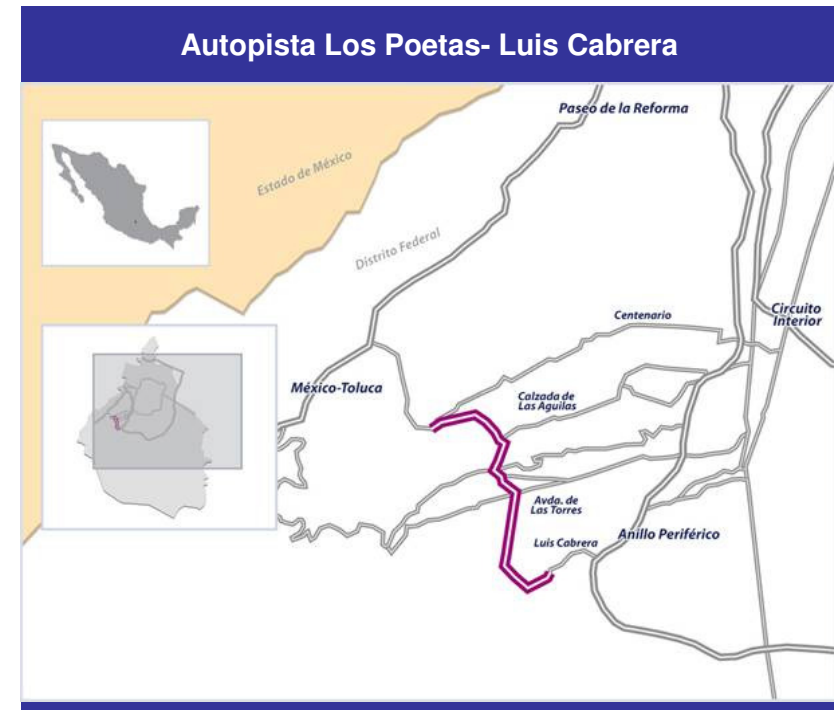 Autopista Los Poetas- Luis Cabrera
Paseo de la Reforma
Estado de México
Distrito Federal
Centenario
Circuito
Interior
México-Toluca
Calzada de
Las Aguilas
Avda. de
Las Torres
Luis Cabrera
Anillo Periférico